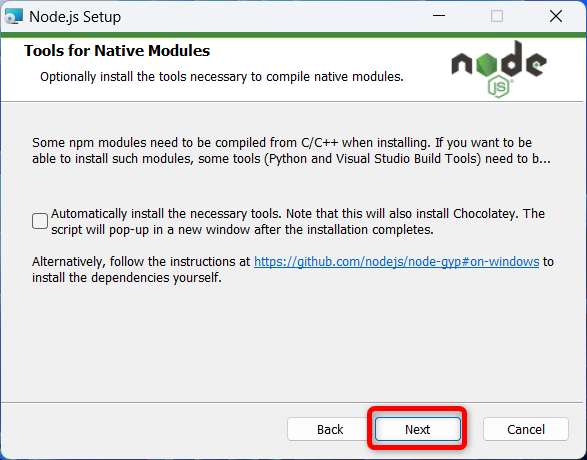 Node.js Setup
Tools for Native Modules
Optionally install the tools necessary to compile native modules.
node
JS
Some npm modules need to be compiled from C/C++ when installing. If you want to be
able to install such modules, some tools (Python and Visual Studio Build Tools) need to b...
Automatically install the necessary tools. Note that this will also install Chocolatey. The
script will pop-up in a new window after the installation completes.
Alternatively, follow the instructions at https://github.com/nodejs/node-gyp#on-windows to
install the dependencies yourself.
Back Next Cancel